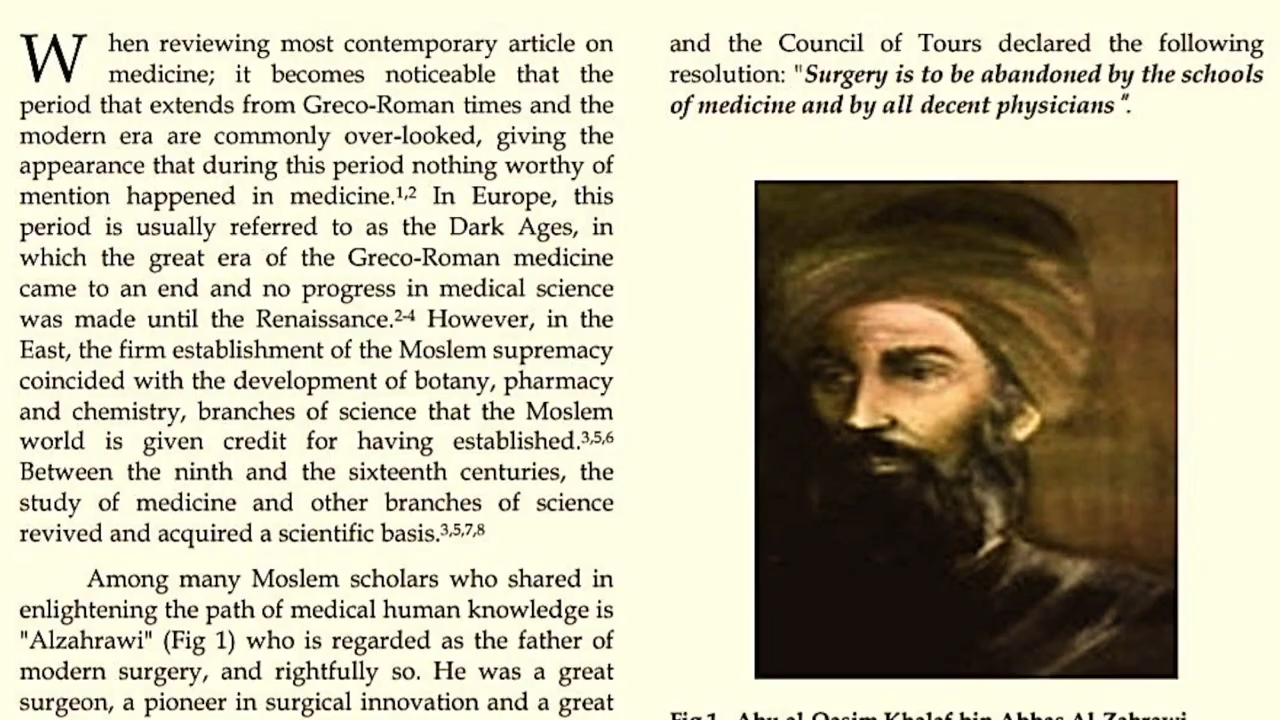 When reviewing most contemporary article on
medicine; it becomes noticeable that the
period that extends from Greco-Roman times and the
modern era are commonly over-looked, giving the
appearance that during this period nothing worthy of
mention happened in medicine.1,2 In Europe, this
period is usually referred to as the Dark Ages, in
which the great era of the Greco-Roman medicine
came to an end and no progress in medical science
was made until the Renaissance.2-4 However, in the
East, the firm establishment of the Moslem supremacy
coincided with the development of botany, pharmacy
and chemistry, branches of science that the Moslem
world is given credit for having established.3,5,6
Between the ninth and the sixteenth centuries, the
study of medicine and other branches of science
revived and acquired a scientific basis.3,5,7,8
Among many Moslem scholars who shared in
enlightening the path of medical human knowledge is
"Alzahrawi" (Fig 1) who is regarded as the father of
modern surgery, and rightfully so. He was a great
surgeon, a pioneer in surgical innovation and a great
and the Council of Tours declared the following
resolution: "Surgery is to be abandoned by the schools
of medicine and by all decent physicians ".
Fig 1. Abu al-Qasim Khalaf bin Abbas Al-Zahrawi